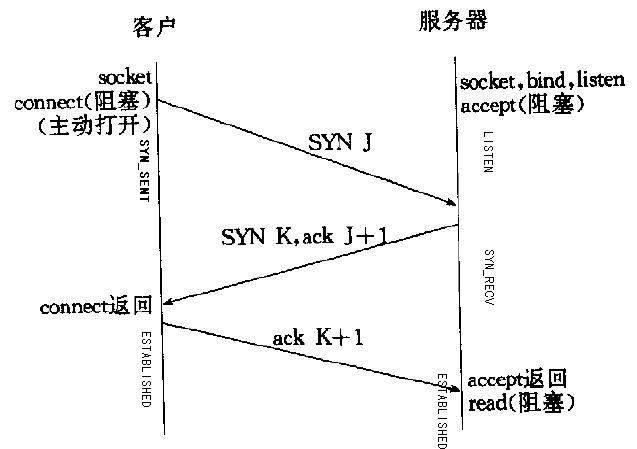 客户
服务器
socket
connect(阻塞)
(主动打开)
socket,bind,listen
accept(阻塞)
SYN_SENT
LISTEN
SYN J
SYN K,ack J+1
SYN_RECV
connect返回
ack K+1
ESTABLISHED
ESTABLISHED
accept返回
read(阻塞)